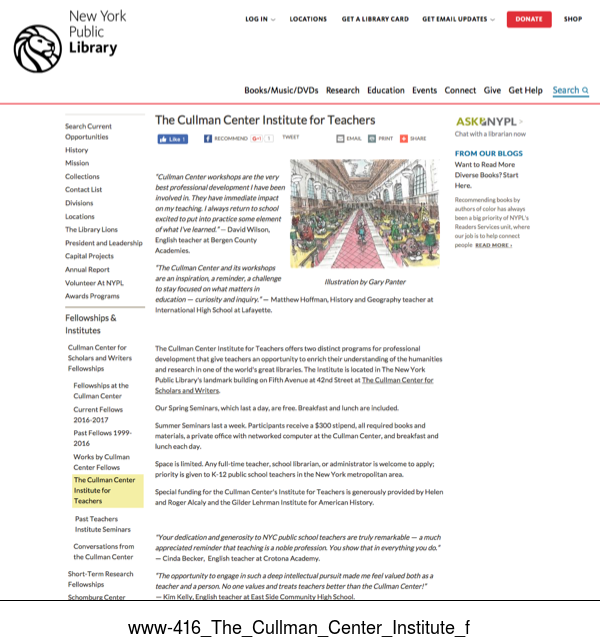 New York
Public
Library
LOG IN LOCATIONS GET A LIBRARY CARD GET EMAIL UPDATES DONATE SHOP
Books/Music/DVDs Research Education Events Connect Give Get Help Search
Search Current
Opportunities
History
Mission
Collections
Contact List
Divisions
Locations
The Library Lions
President and Leadership
Capital Projects
Annual Report
Volunteer At NYPL
Awards Programs
Fellowships &
Institutes
Cullman Center for
Scholars and Writers
Fellowships
Fellowships at the
Cullman Center
Current Fellows
2016-2017
Past Fellows 1999-
2016
Works by Cullman
Center Fellows
The Cullman Center
Institute for
Teachers
Past Teachers
Institute Seminars
Conversations from
the Cullman Center
Short-Term Research
Fellowships
Schomburg Center
The Cullman Center Institute for Teachers
Like 1 RECOMMEND G+1 1 TWEET EMAIL PRINT SHARE
"Cullman Center workshops are the very
best professional development I have been
involved in. They have immediate impact
on my teaching. I always return to school
excited to put into practice some element
of what I've learned." — David Wilson,
English teacher at Bergen County
Academies.
"The Cullman Center and its workshops
are an inspiration, a reminder, a challenge
to stay focused on what matters in
education — curiosity and inquiry." — Matthew Hoffman, History and Geography teacher at
International High School at Lafayette.
Illustration by Gary Panter
The Cullman Center Institute for Teachers offers two distinct programs for professional
development that give teachers an opportunity to enrich their understanding of the humanities
and research in one of the world's great libraries. The Institute is located in The New York
Public Library's landmark building on Fifth Avenue at 42nd Street at The Cullman Center for
Scholars and Writers.
Our Spring Seminars, which last a day, are free. Breakfast and lunch are included.
Summer Seminars last a week. Participants receive a $300 stipend, all required books and
materials, a private office with networked computer at the Cullman Center, and breakfast and
lunch each day.
Space is limited. Any full-time teacher, school librarian, or administrator is welcome to apply;
priority is given to K-12 public school teachers in the New York metropolitan area.
Special funding for the Cullman Center's Institute for Teachers is generously provided by Helen
and Roger Alcaly and the Gilder Lehrman Institute for American History.
"Your dedication and generosity to NYC public school teachers are truly remarkable — a much
appreciated reminder that teaching is a noble profession. You show that in everything you do."
— Cinda Becker, English teacher at Crotona Academy.
"The opportunity to engage in such a deep intellectual pursuit made me feel valued both as a
teacher and a person. No one values and treats teachers better than the Cullman Center!"
— Kim Kelly, English teacher at East Side Community High School.
ASK NYPL >
Chat with a librarian now
FROM OUR BLOGS
Want to Read More
Diverse Books? Start
Here.
Recommending books by
authors of color has always
been a big priority of NYPL's
Readers Services unit, where
our job is to help connect
people READ MORE ›
www-416_The_Cullman_Center_Institute_f